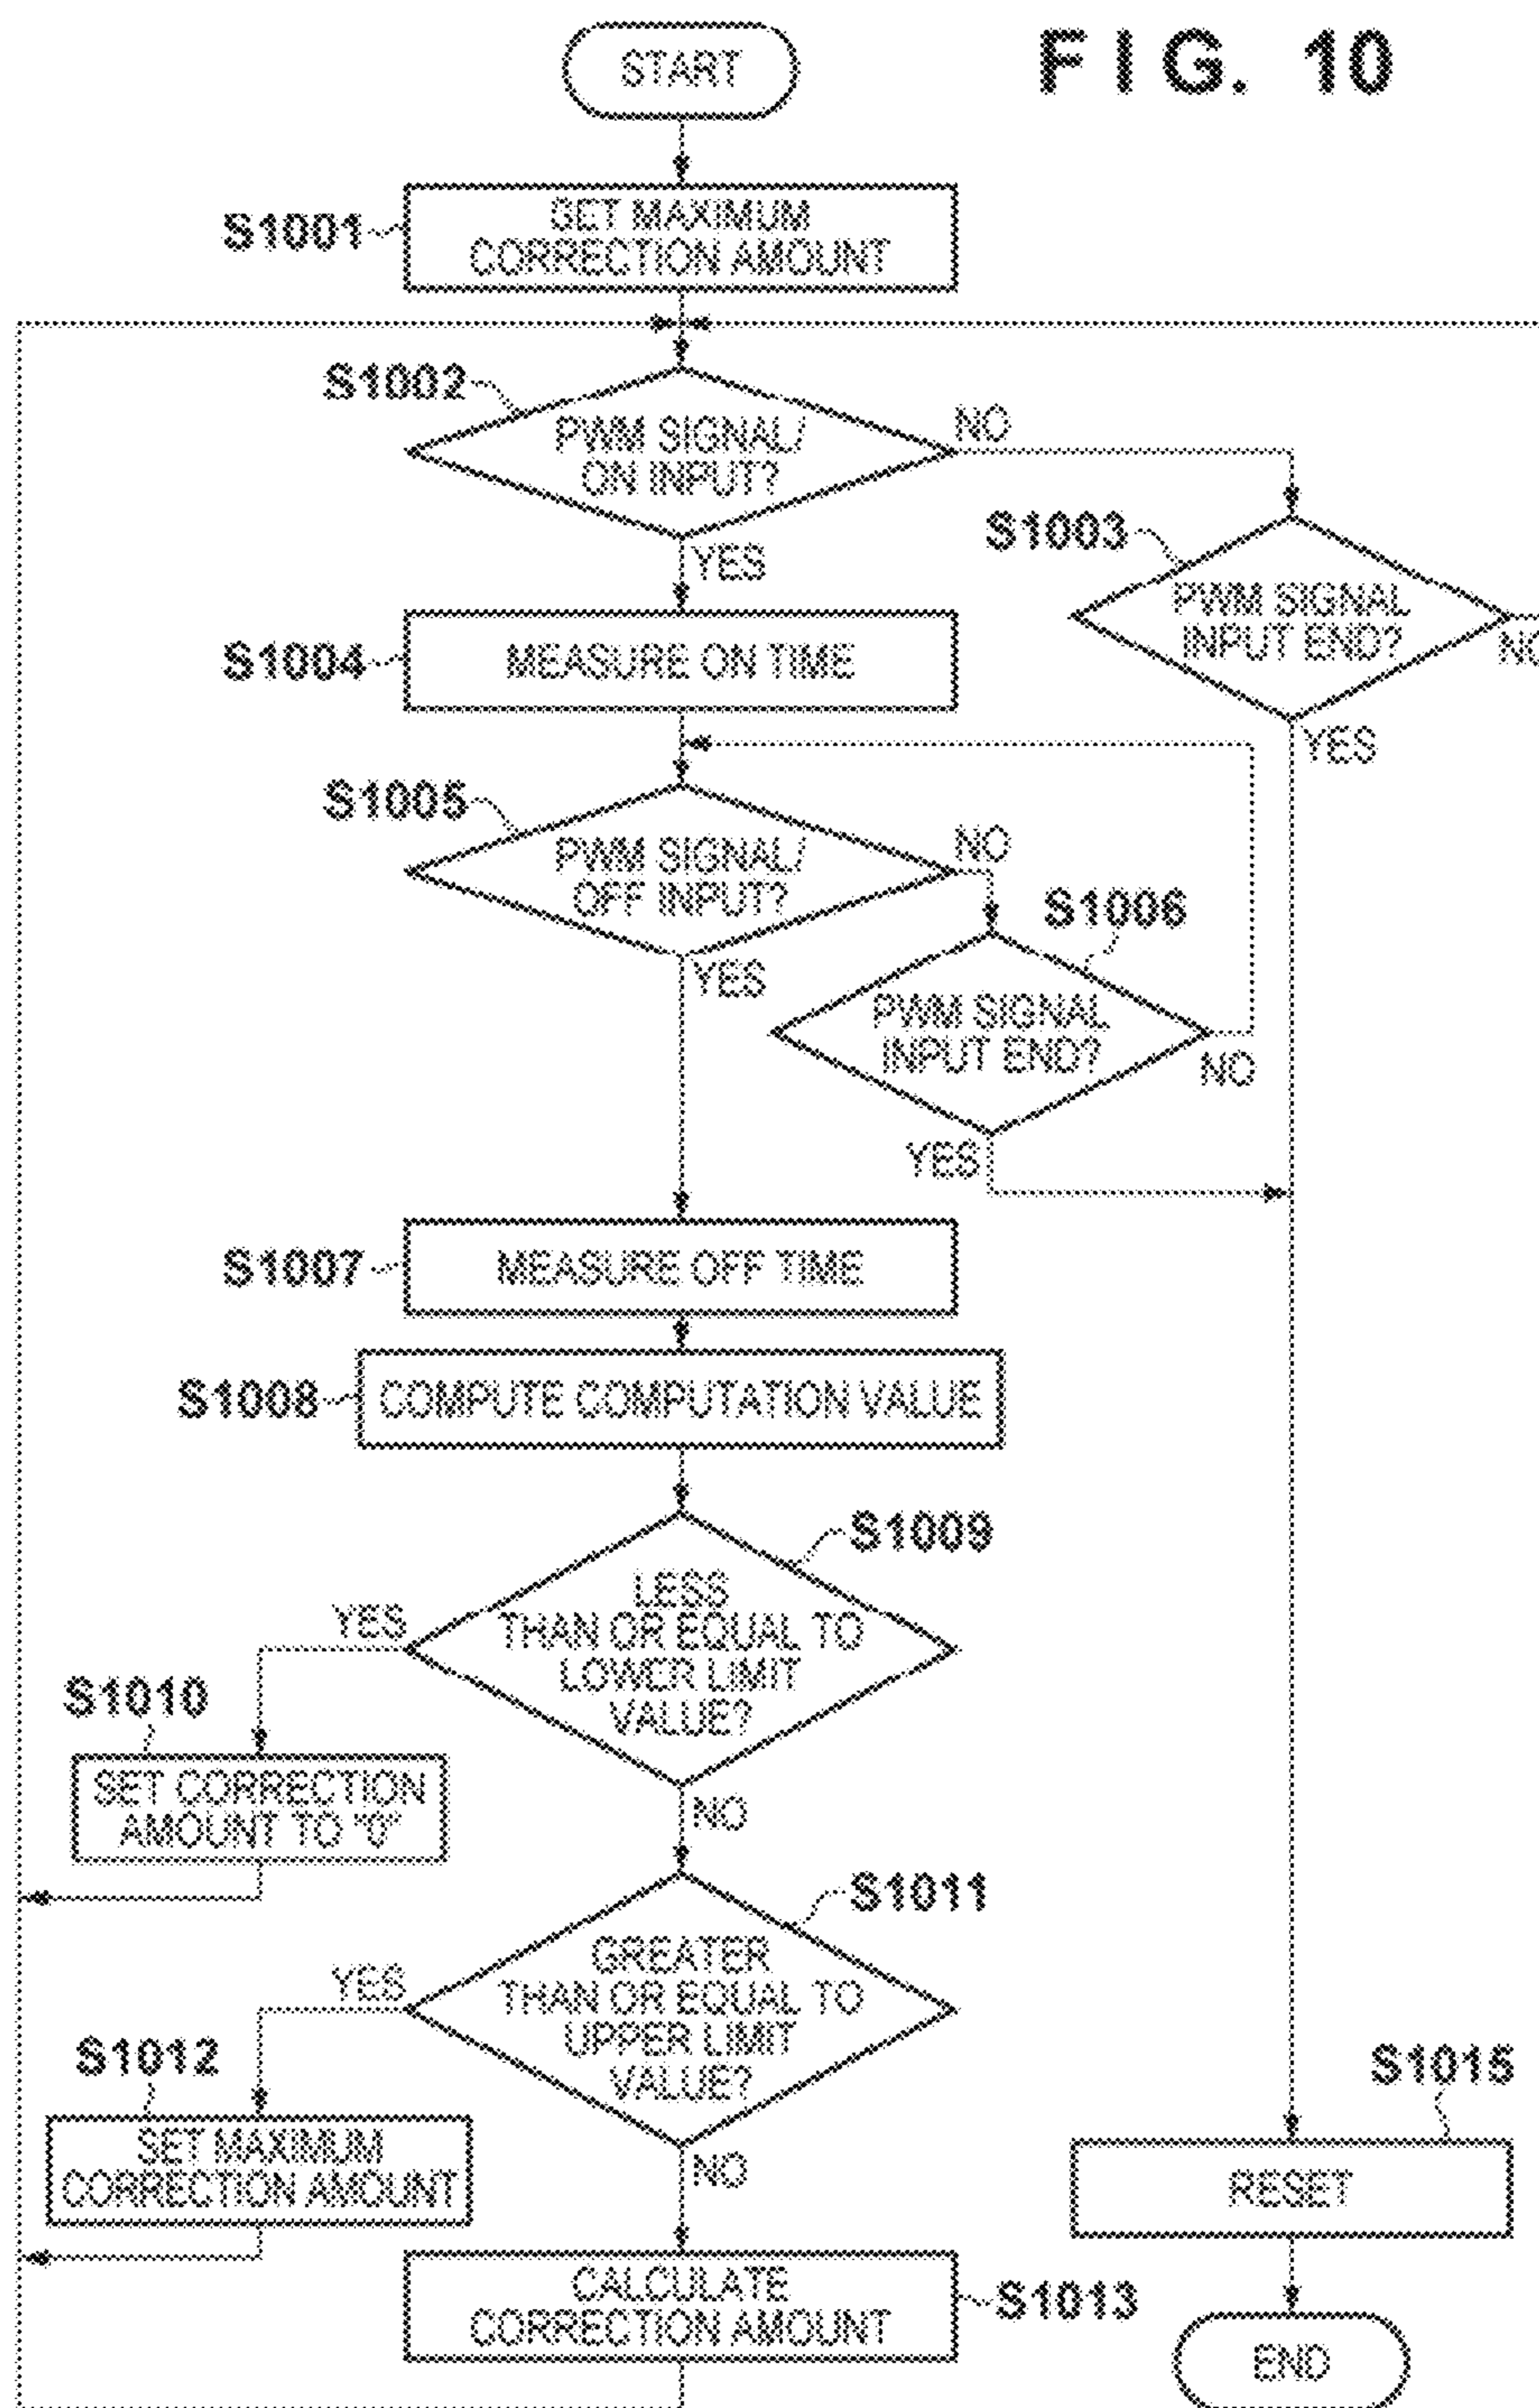 FIG. 10
START
S1001
GET MAXIMUM
CORRECTION AMOUNT
S1002
PWM SIGNAL/
ON INPUT?
NO
YES
S1003
PWM SIGNAL
INPUT END?
NO
YES
S1004
MEASURE ON TIME
S1005
PWM SIGNAL/
OFF INPUT?
NO
YES
S1006
PWM SIGNAL
INPUT END?
NO
YES
S1007
MEASURE OFF TIME
S1008
COMPUTE COMPUTATION VALUE
S1009
LESS
THAN OR EQUAL TO
LOWER LIMIT
VALUE?
YES
NO
S1010
SET CORRECTION
AMOUNT TO "0"
S1011
GREATER
THAN OR EQUAL TO
UPPER LIMIT
VALUE?
YES
NO
S1012
SET MAXIMUM
CORRECTION AMOUNT
S1013
CALCULATE
CORRECTION AMOUNT
S1015
RESET
END